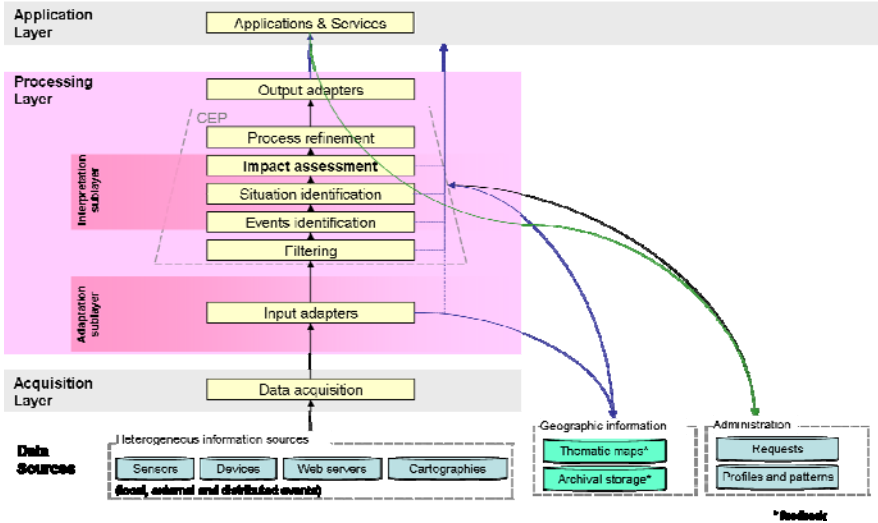 Application
Layer
Applications & Services
Processing
Layer
Output adapters
CEP
Process refinement
Interpretation
sublayer
Impact assessment
Situation identification
Events identification
Filtering
Adaptation
sublayer
Input adapters
Acquisition
Layer
Data acquisition
Data
Sources
Heterogeneous information sources
Sensors
Devices
Web servers
Cartographies
(local, external and distributed events)
Geographic information
Thematic maps*
Archival storage*
Administration
Requests
Profiles and patterns
* feedback